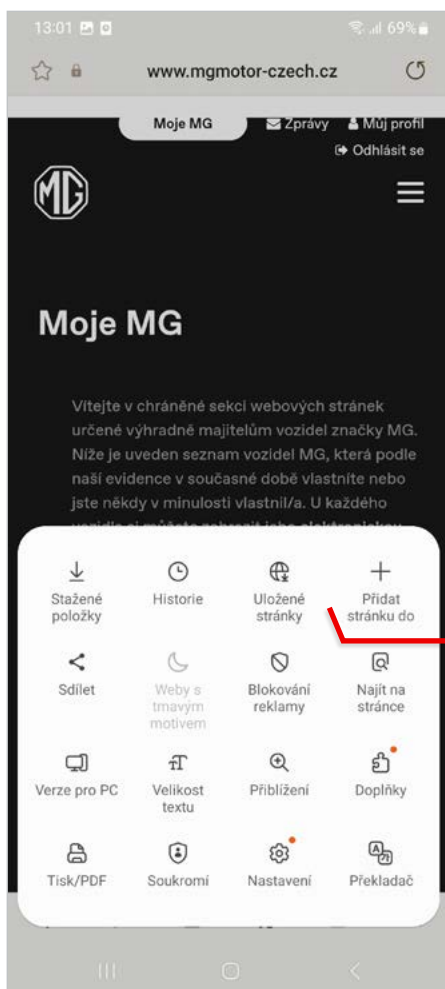 13:01 69%
www.mgmotor-czech.cz
Moje MG Zprávy Můj profil
Odhlásit se
MG
Moje MG
Vítejte v chráněné sekci webových stránek
určené výhradně majitelům vozidel značky MG.
Níže je uveden seznam vozidel MG, která podle
naší evidence v současné době vlastníte nebo
jste někdy v minulosti vlastnil/a. U každého
Stažené
položky
Historie
Uložené
stránky
Přidat
stránku do
Sdílet
Weby s
tmavým
motivem
Blokování
reklamy
Najít na
stránce
Verze pro PC
Velikost
textu
Přiblížení
Doplňky
Tisk/PDF
Soukromí
Nastavení
Překladač